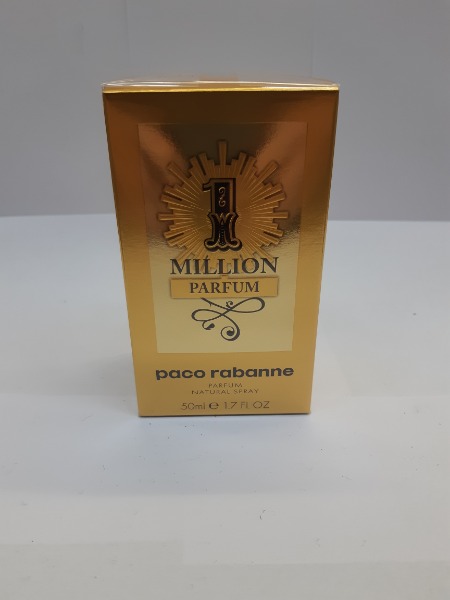 1
MILLION
PARFUM
paco rabanne
PARFUM
NATURAL SPRAY
50ml ℮ 1.7 FL OZ